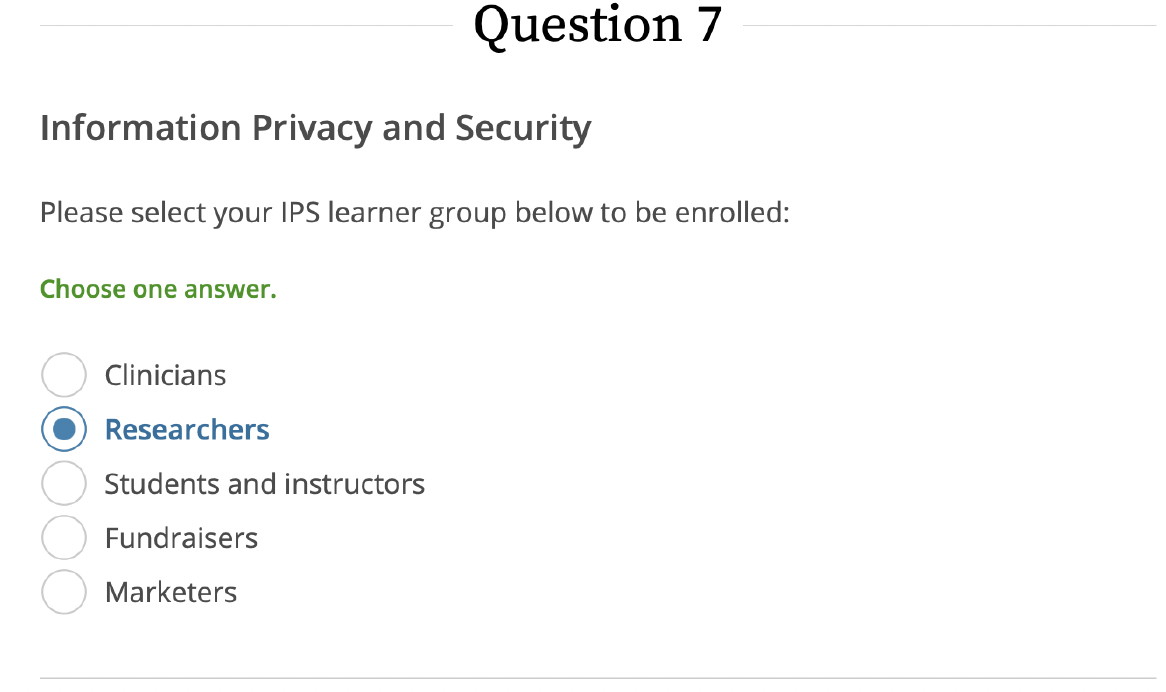 Question 7
Information Privacy and Security
Please select your IPS learner group below to be enrolled:
Choose one answer.
Clinicians
Researchers
Students and instructors
Fundraisers
Marketers